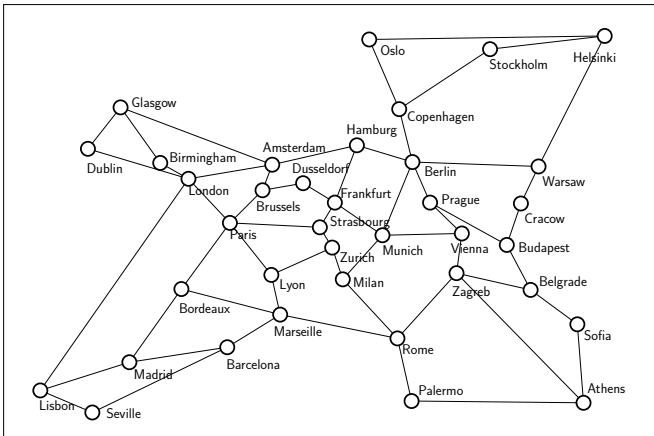 Oslo
Helsinki
Stockholm
Glasgow
Copenhagen
Hamburg
Amsterdam
Birmingham
Dublin
Dusseldorf
Berlin
Warsaw
London
Brussels
Frankfurt
Prague
Cracow
Strasbourg
Paris
Munich
Vienna
Budapest
Zurich
Lyon
Milan
Zagreb
Belgrade
Bordeaux
Marseille
Sofia
Rome
Madrid
Barcelona
Palermo
Athens
Lisbon
Seville